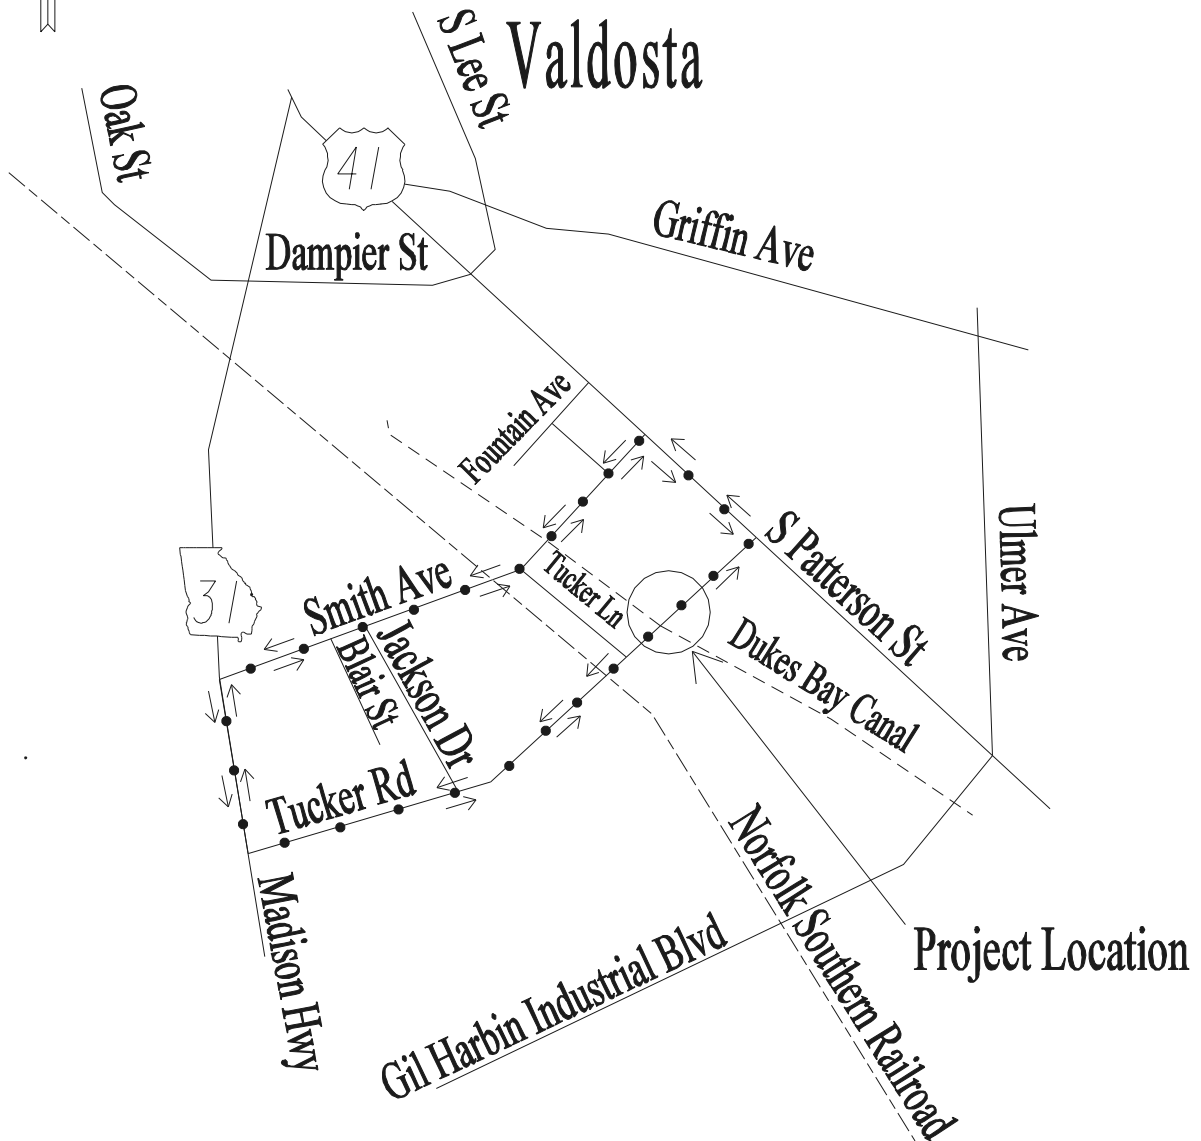 Valdosta
S Lee St
Oak St
41
Griffin Ave
Dampier St
Fountain Ave
Ulmer Ave
S Patterson St
Tucker Ln
Smith Ave
31
Dukes Bay Canal
Jackson Dr
Blair St
Tucker Rd
Norfolk Southern Railroad
Madison Hwy
Project Location
Gil Harbin Industrial Blvd